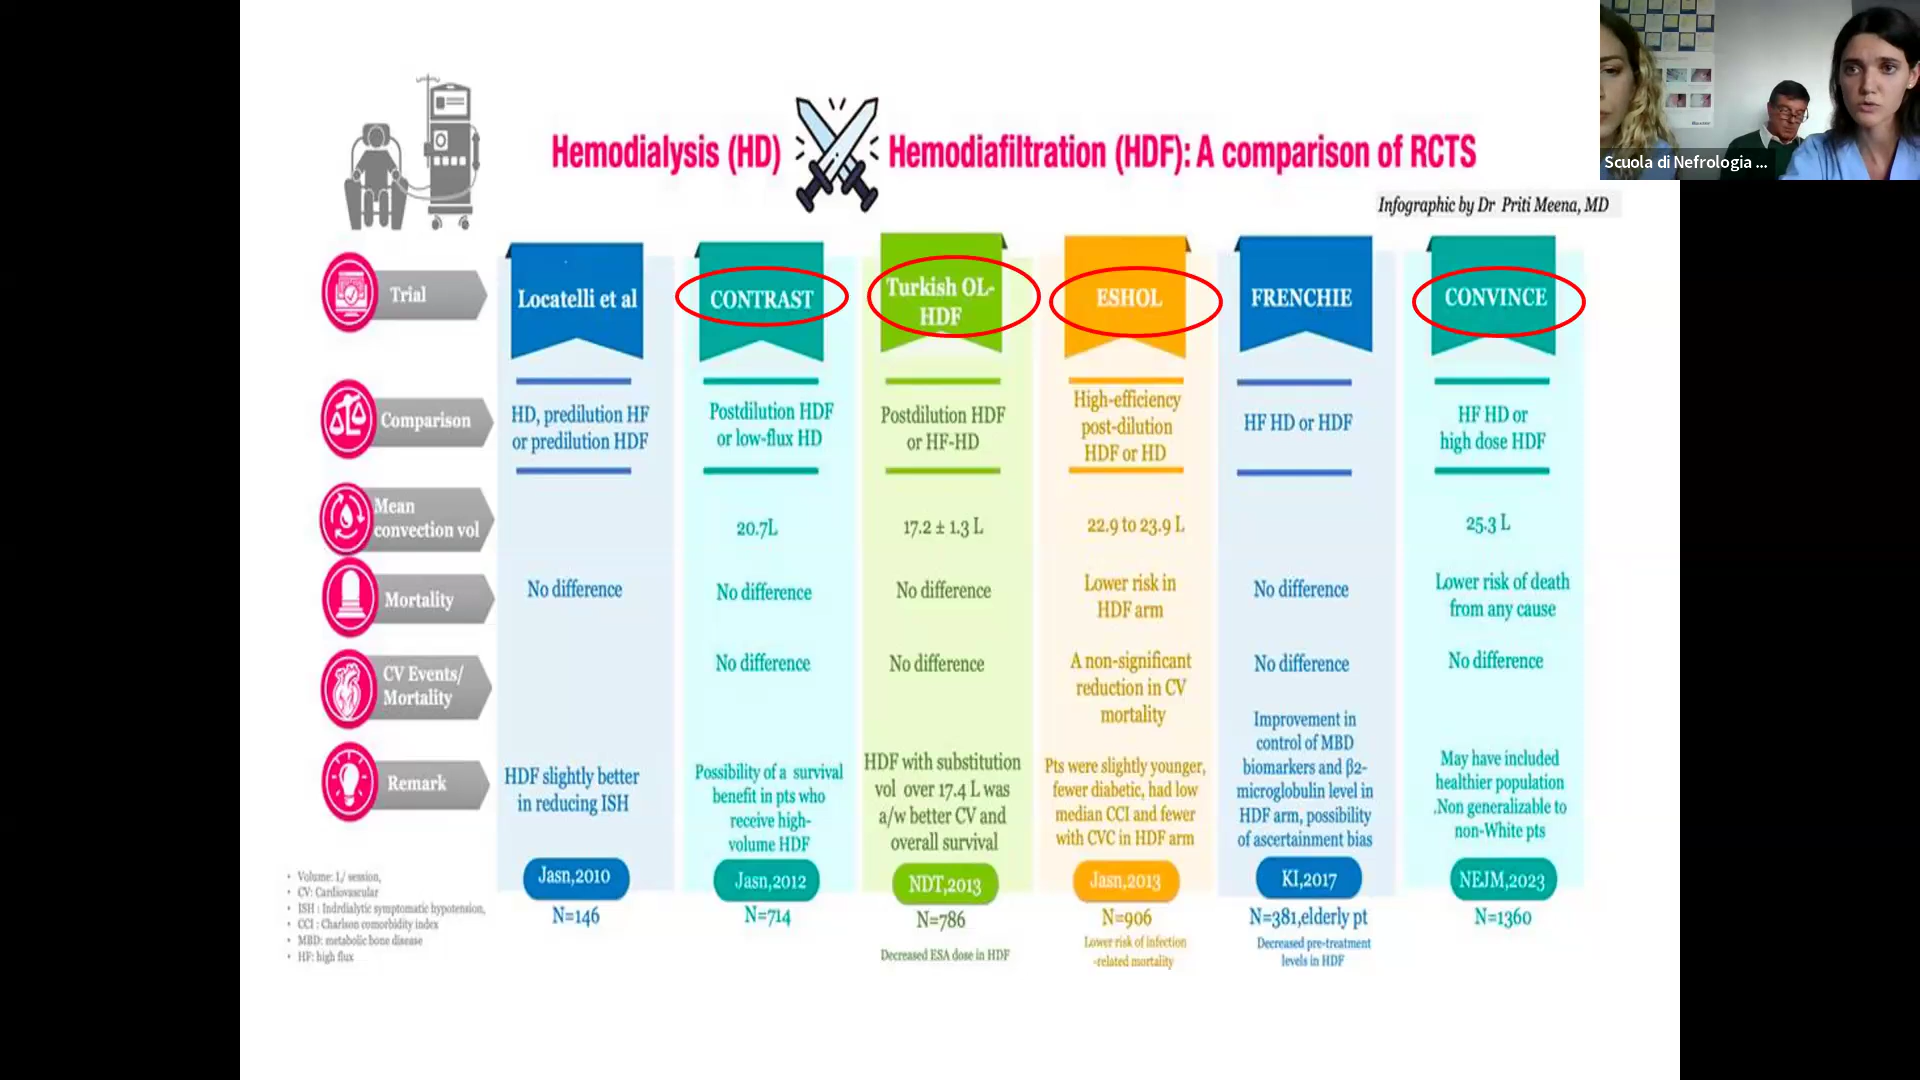 Hemodialysis (HD)
Hemodiafiltration (HDF): A comparison of RCTS
Infographic by Dr Priti Meena, MD
Scuola di Nefrologia ...
Trial
Locatelli et al
CONTRAST
Turkish OL-
HDF
ESHOL
FRENCHIE
CONVINCE
Comparison
HD, predilution HF
or predilution HDF
Postdilution HDF
or low-flux HD
Postdilution HDF
or HF-HD
High-efficiency
post-dilution
HDF or HD
HF HD or HDF
HF HD or
high dose HDF
Mean
convection vol
20.7L
17.2 ± 1.3 L
22.9 to 23.9 L
25.3 L
Mortality
No difference
No difference
No difference
Lower risk in
HDF arm
No difference
Lower risk of death
from any cause
CV Events/
Mortality
No difference
No difference
A non-significant
reduction in CV
mortality
No difference
No difference
Remark
HDF slightly better
in reducing ISH
Possibility of a survival
benefit in pts who
receive high-
volume HDF
HDF with substitution
vol over 17.4 L was
a/w better CV and
overall survival
Pts were slightly younger,
fewer diabetic, had low
median CCI and fewer
with CVC in HDF arm
Improvement in
control of MBD
biomarkers and β2-
microglobulin level in
HDF arm, possibility
of ascertainment bias
May have included
healthier population
.Non generalizable to
non-White pts
Jasn,2010
Jasn,2012
NDT,2013
Jasn,2013
KI,2017
NEJM,2023
N=146
N=714
N=786
N=906
N=381,elderly pt
N=1360
Decreased ESA dose in HDF
Lower risk of infection
-related mortality
Decreased pre-treatment
levels in HDF
• Volume: L/ session,
• CV: Cardiovascular
• ISH : Indrdialytic symptomatic hypotension,
• CCI : Charlson comorbidity index
• MBD: metabolic bone disease
• HF: high flux